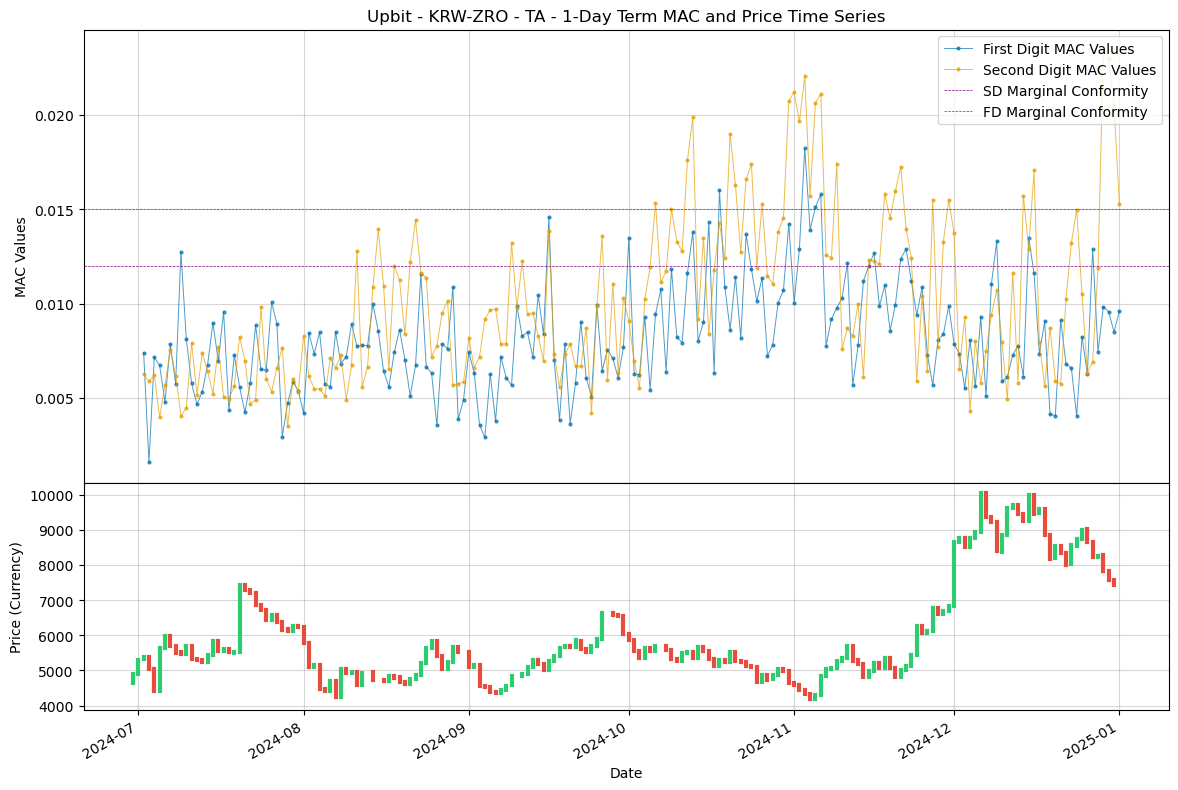 Upbit - KRW-ZRO - TA - 1-Day Term MAC and Price Time Series
First Digit MAC Values
Second Digit MAC Values
SD Marginal Conformity
FD Marginal Conformity
MAC Values
0.020
0.015
0.010
0.005
Price (Currency)
10000
9000
8000
7000
6000
5000
4000
2024-07
2024-08
2024-09
2024-10
2024-11
2024-12
2025-01
Date